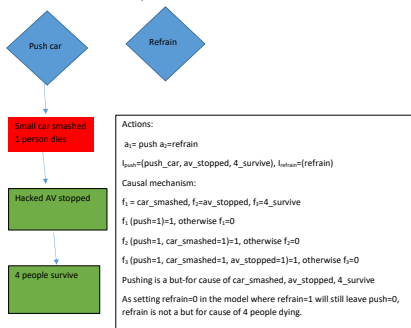 Push car
Refrain
Small car smashed
1 person dies
Hacked AV stopped
4 people survive
Actions:
a₁= push a₂=refrain
Iₚᵤₛₕ=(push_car, av_stopped, 4_survive), I_refrain=(refrain)
Causal mechanism:
f₁ = car_smashed, f₂=av_stopped, f₃=4_survive
f₁ (push=1)=1, otherwise f₁=0
f₂ (push=1, car_smashed=1)=1, otherwise f₂=0
f₃ (push=1, car_smashed=1, av_stopped=1)=1, otherwise f₃=0
Pushing is a but-for cause of car_smashed, av_stopped, 4_survive
As setting refrain=0 in the model where refrain=1 will still leave push=0,
refrain is not a but for cause of 4 people dying.